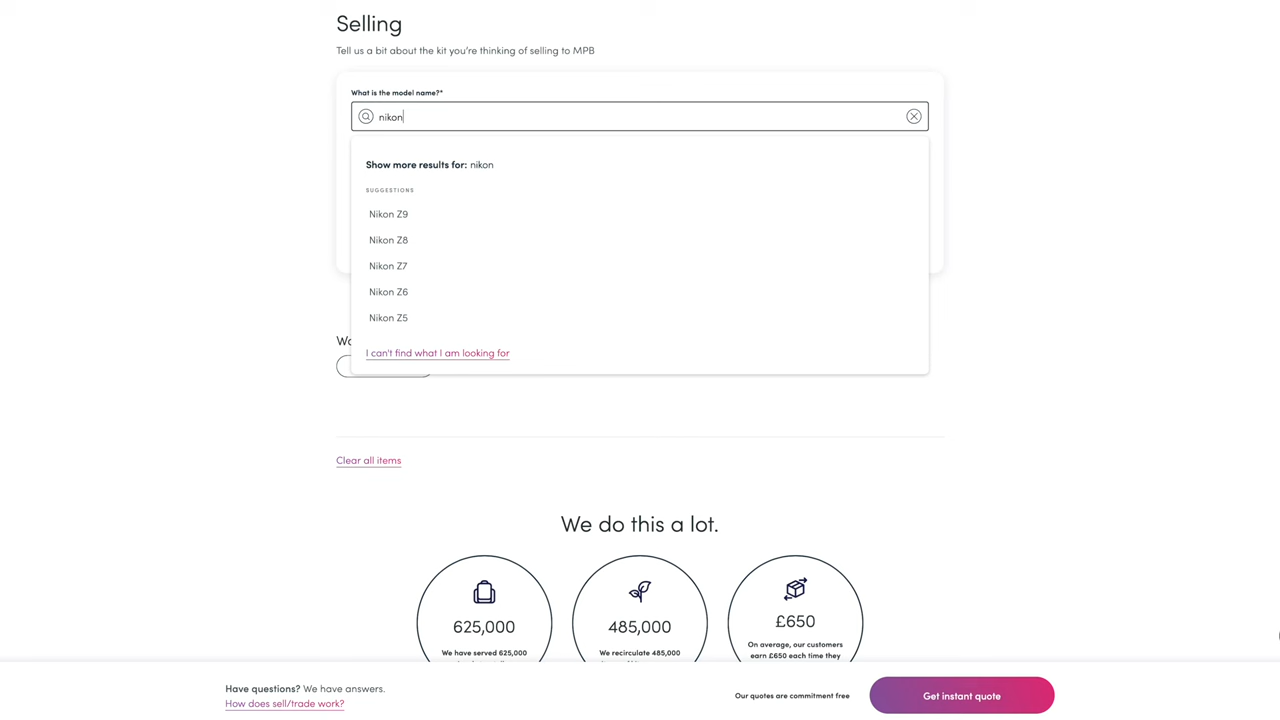 Selling
Tell us a bit about the kit you're thinking of selling to MPB
What is the model name?*
nikon
Show more results for: nikon
SUGGESTIONS
Nikon Z9
Nikon Z8
Nikon Z7
Nikon Z6
Nikon Z5
I can't find what I am looking for
Clear all items
We do this a lot.
625,000
We have served 625,000
485,000
We recirculate 485,000
£650
On average, our customers
earn £650 each time they
Have questions? We have answers.
How does sell/trade work?
Our quotes are commitment free
Get instant quote